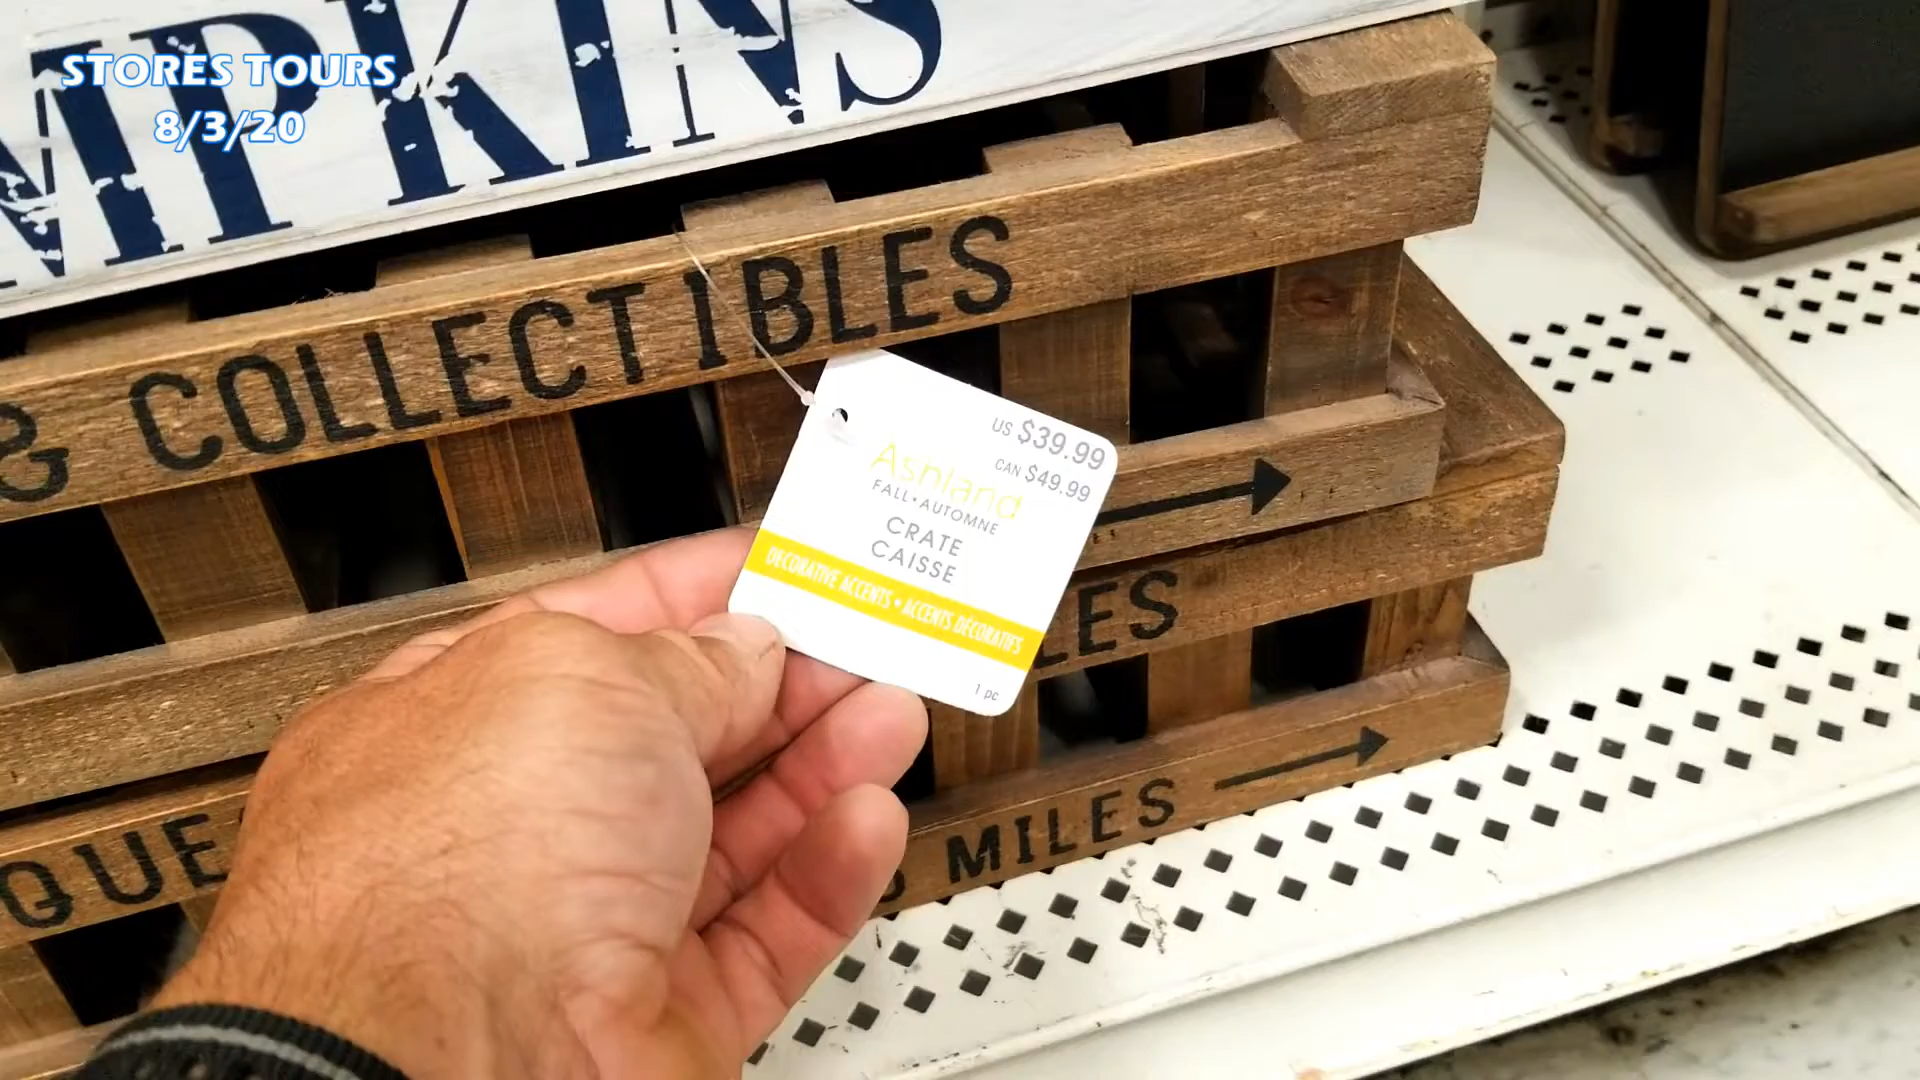 MPKINS
STORES TOURS
8/3/20
& COLLECTIBLES
US $39.99
CAN $49.99
Ashland
FALL • AUTOMNE
CRATE
CAISSE
DECORATIVE ACCENTS • ACCENTS DÉCORATIFS
1 pc
LES
QUE
MILES